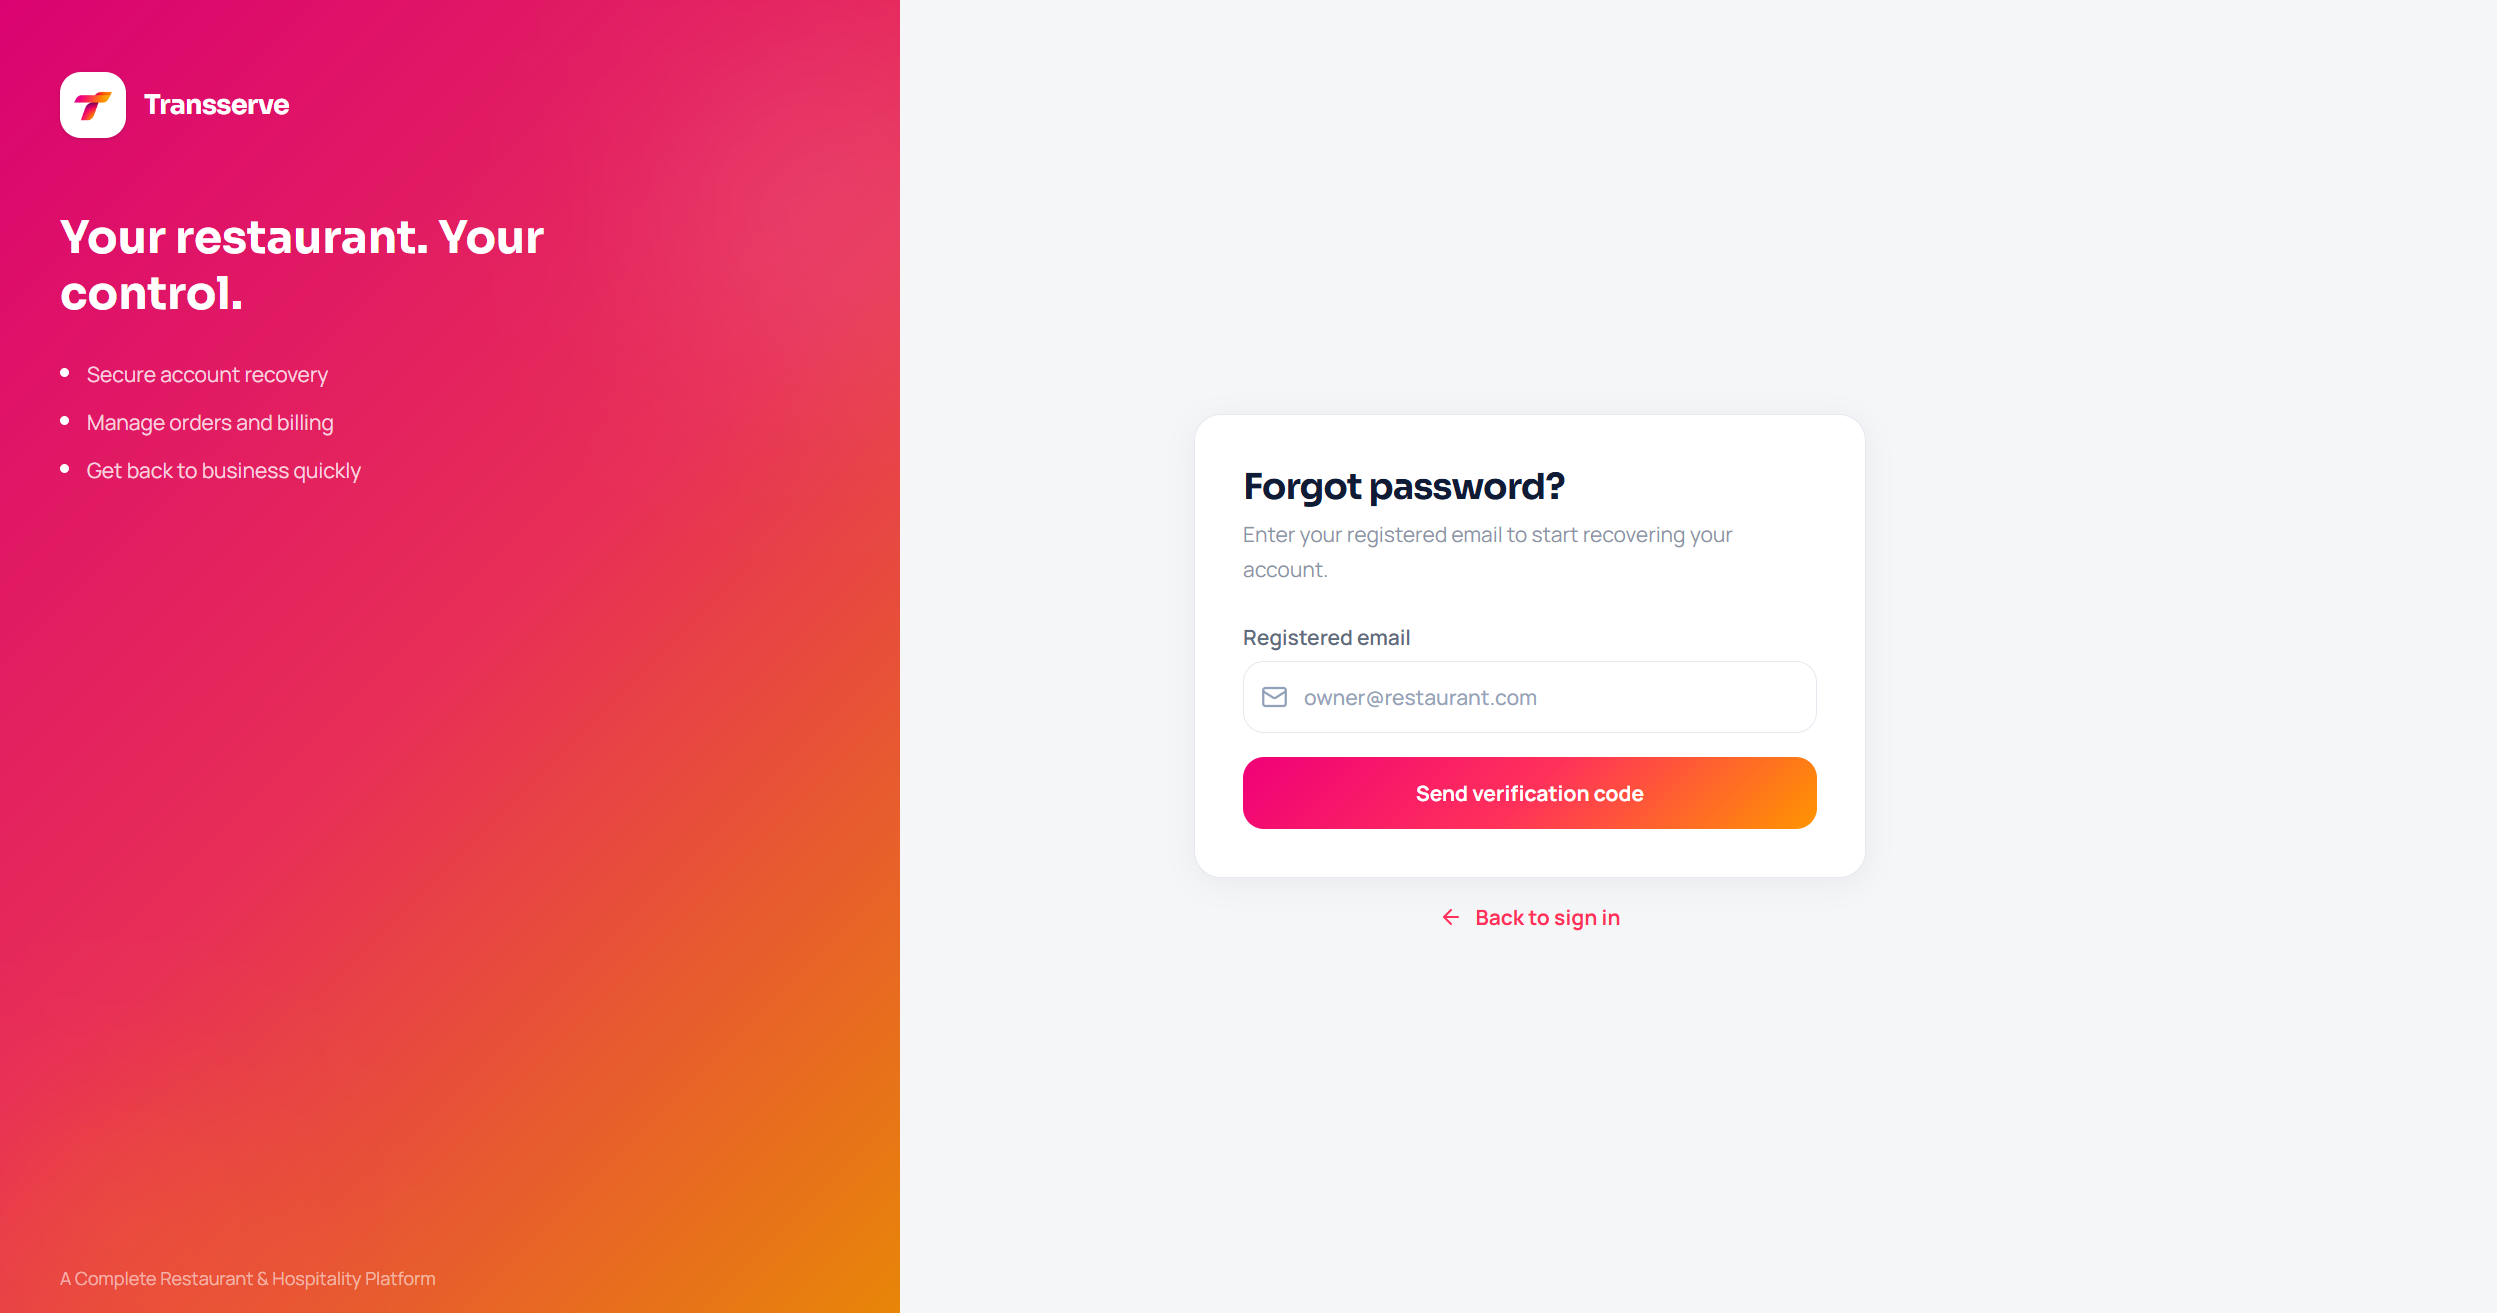 Transserve
Your restaurant. Your
control.
Secure account recovery
Manage orders and billing
Get back to business quickly
A Complete Restaurant & Hospitality Platform
Forgot password?
Enter your registered email to start recovering your
account.
Registered email
owner@restaurant.com
Send verification code
Back to sign in